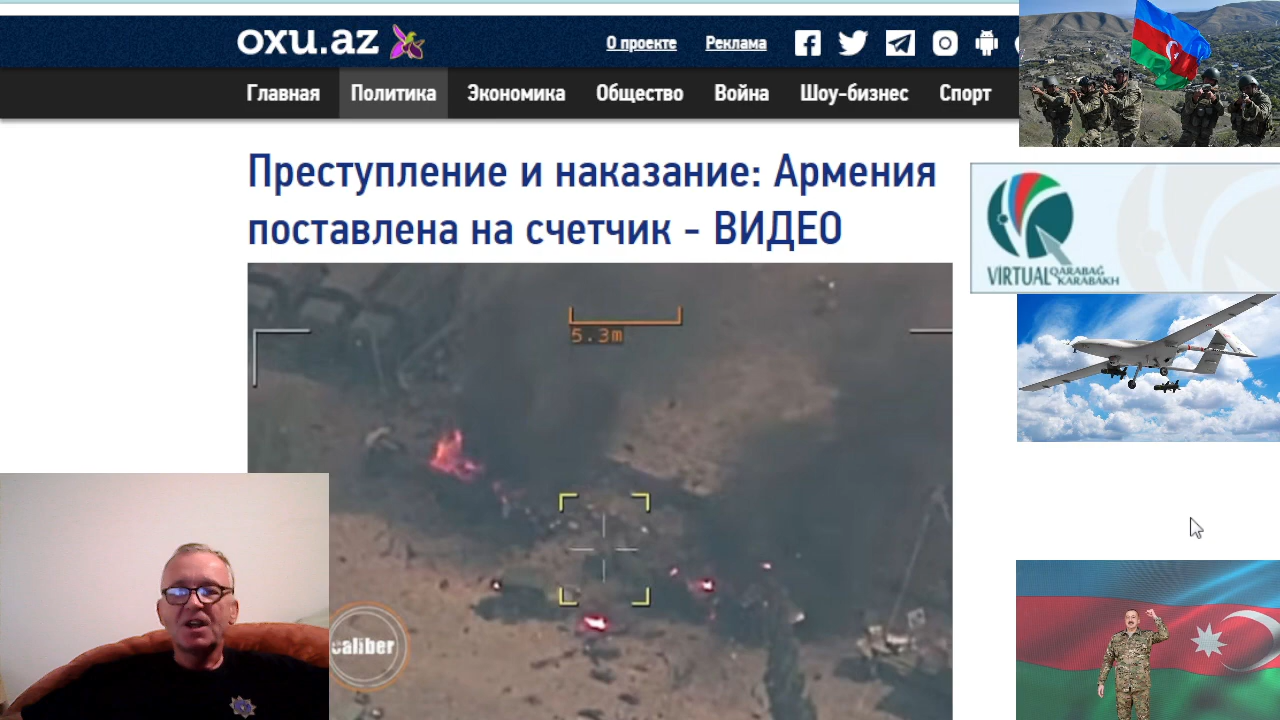 oxu.az
О проекте
Реклама
Главная
Политика
Экономика
Общество
Война
Шоу-бизнес
Спорт
Преступление и наказание: Армения
поставлена на счетчик - ВИДЕО
VIRTUAL QARABAĞ
KARABAKH
5.3m
caliber